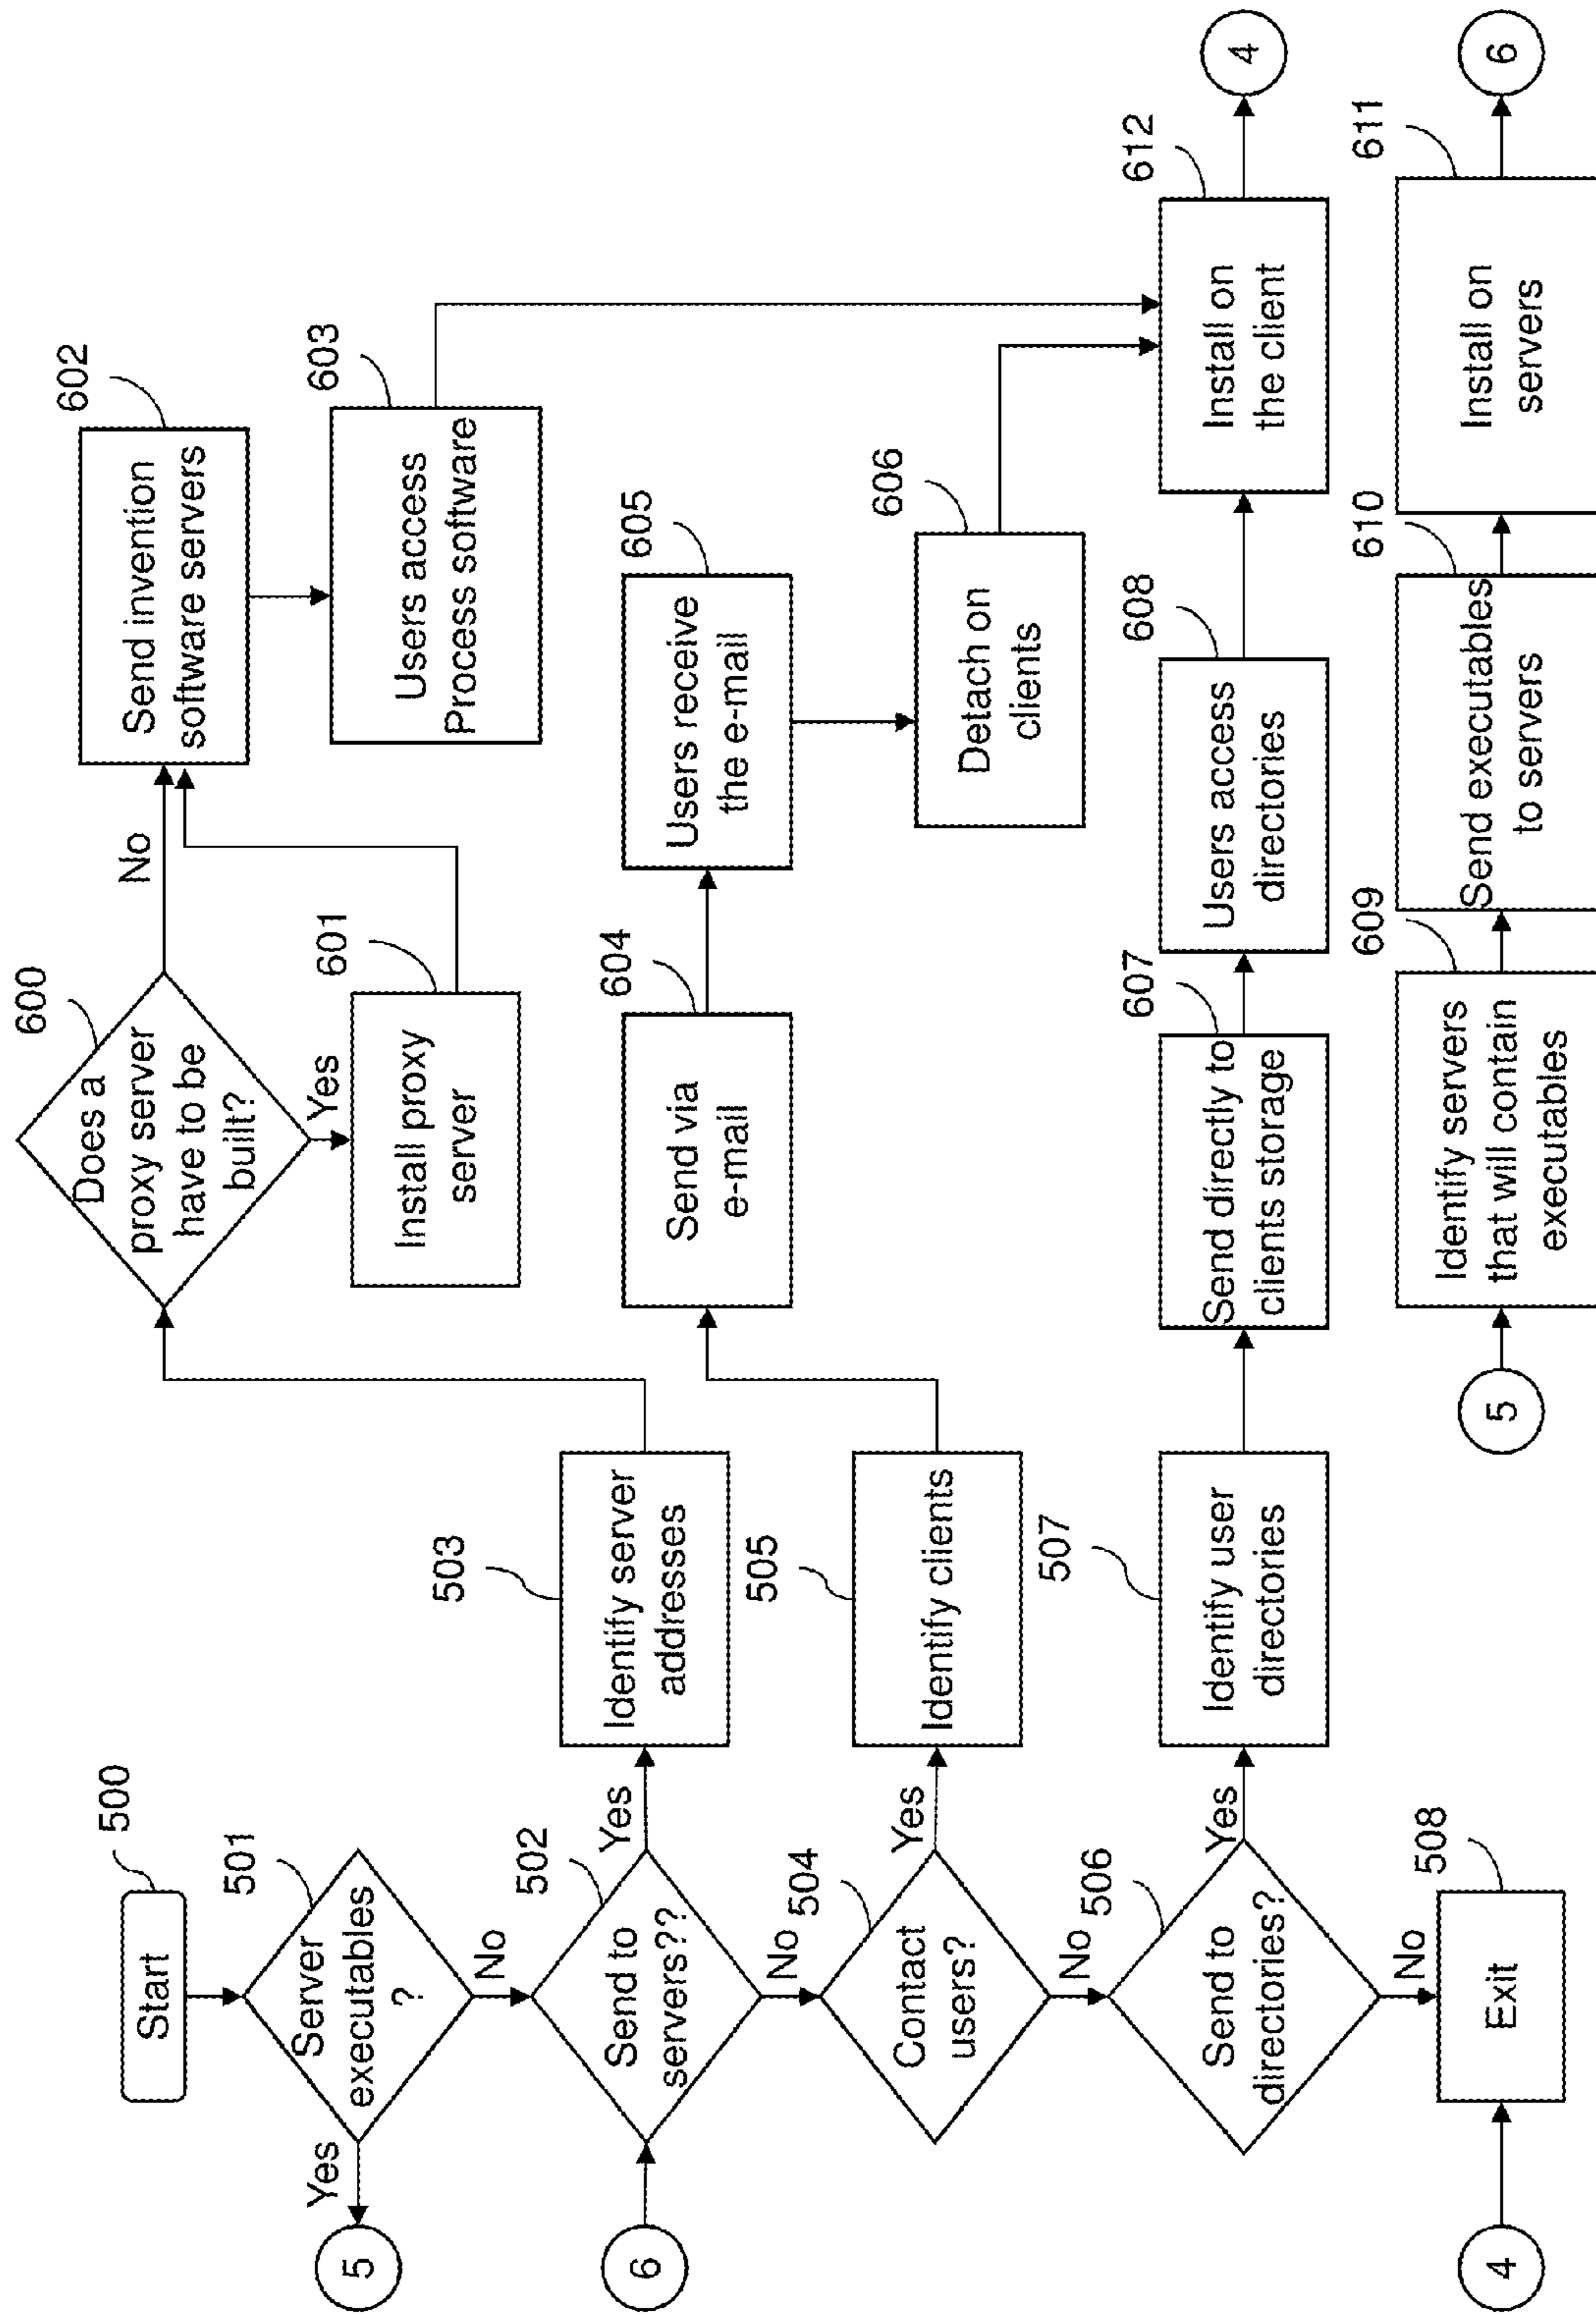 500
Start
501
Server
executables
?
Yes
5
No
502
Send to
servers??
6
Yes
503
Identify server
addresses
No
504
Contact
users?
Yes
505
Identify clients
No
506
Send to
directories?
Yes
507
Identify user
directories
No
508
Exit
4
600
Does a
proxy server
have to be
built?
No
Yes
601
Install proxy
server
602
Send invention
software servers
603
Users access
Process software
604
Send via
e-mail
605
Users receive
the e-mail
606
Detach on
clients
607
Send directly to
clients storage
608
Users access
directories
612
Install on
the client
4
5
609
Identify servers
that will contain
executables
610
Send executables
to servers
611
Install on
servers
6